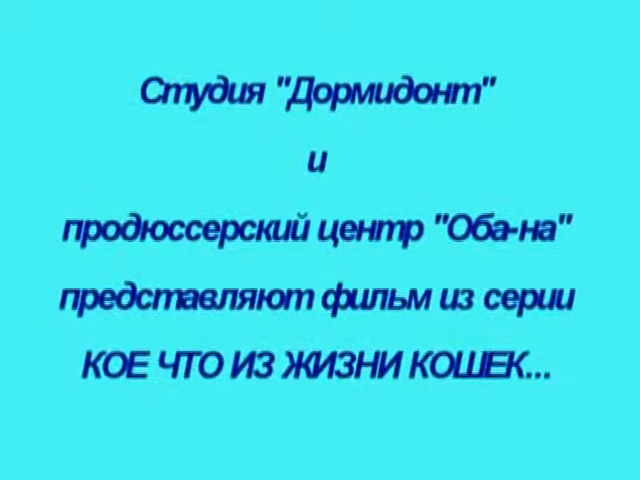 Студия "Дормидонт"
и
продюссерский центр "Оба-на"
представляют фильм из серии
КОЕ ЧТО ИЗ ЖИЗНИ КОШЕК...